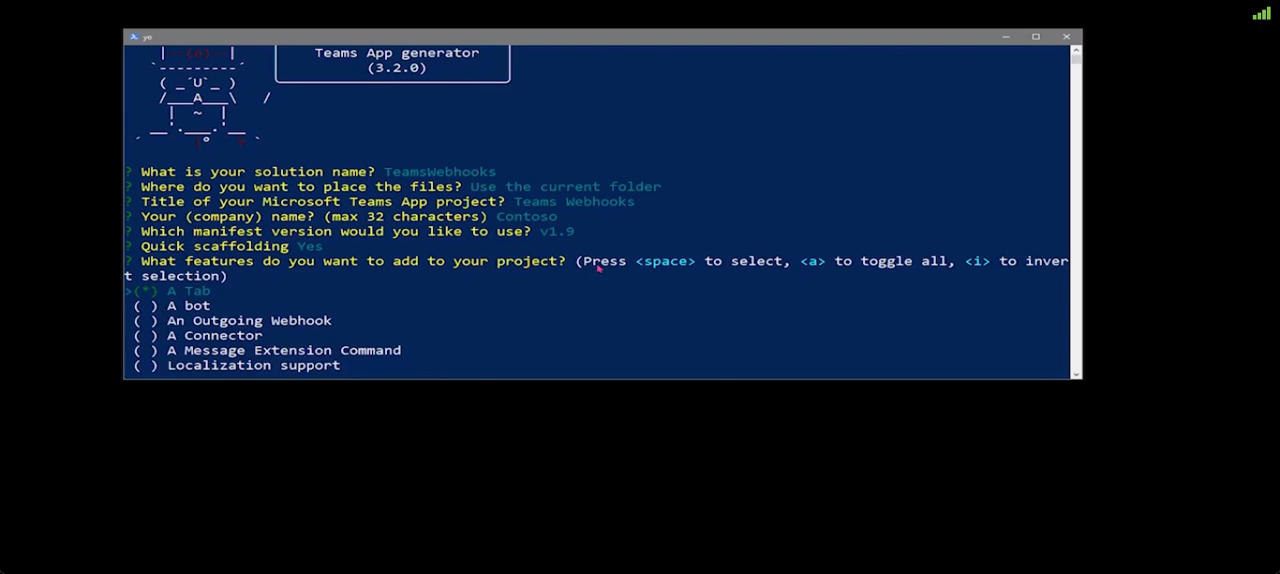 yo
Teams App generator
(3.2.0)
? What is your solution name? TeamsWebhooks
? Where do you want to place the files? Use the current folder
? Title of your Microsoft Teams App project? Teams Webhooks
? Your (company) name? (max 32 characters) Contoso
? Which manifest version would you like to use? v1.9
? Quick scaffolding Yes
? What features do you want to add to your project? (Press <space> to select, <a> to toggle all, <i> to inver
t selection)
>(*) A Tab
( ) A bot
( ) An Outgoing Webhook
( ) A Connector
( ) A Message Extension Command
( ) Localization support